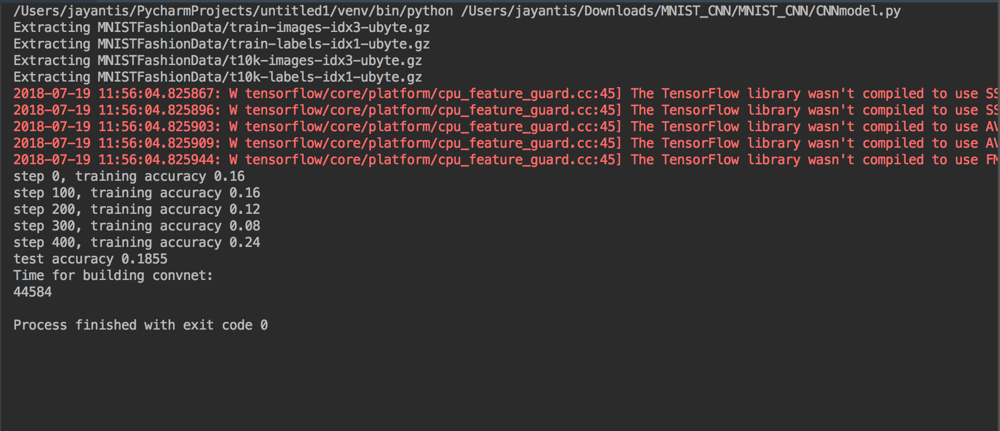 /Users/jayantis/PycharmProjects/untitled1/venv/bin/python /Users/jayantis/Downloads/MNIST_CNN/MNIST_CNN/CNNmodel.py
Extracting MNISTFashionData/train-images-idx3-ubyte.gz
Extracting MNISTFashionData/train-labels-idx1-ubyte.gz
Extracting MNISTFashionData/t10k-images-idx3-ubyte.gz
Extracting MNISTFashionData/t10k-labels-idx1-ubyte.gz
2018-07-19 11:56:04.825867: W tensorflow/core/platform/cpu_feature_guard.cc:45] The TensorFlow library wasn't compiled to use SS
2018-07-19 11:56:04.825896: W tensorflow/core/platform/cpu_feature_guard.cc:45] The TensorFlow library wasn't compiled to use SS
2018-07-19 11:56:04.825903: W tensorflow/core/platform/cpu_feature_guard.cc:45] The TensorFlow library wasn't compiled to use AV
2018-07-19 11:56:04.825909: W tensorflow/core/platform/cpu_feature_guard.cc:45] The TensorFlow library wasn't compiled to use AV
2018-07-19 11:56:04.825944: W tensorflow/core/platform/cpu_feature_guard.cc:45] The TensorFlow library wasn't compiled to use FM
step 0, training accuracy 0.16
step 100, training accuracy 0.16
step 200, training accuracy 0.12
step 300, training accuracy 0.08
step 400, training accuracy 0.24
test accuracy 0.1855
Time for building convnet:
44584
Process finished with exit code 0